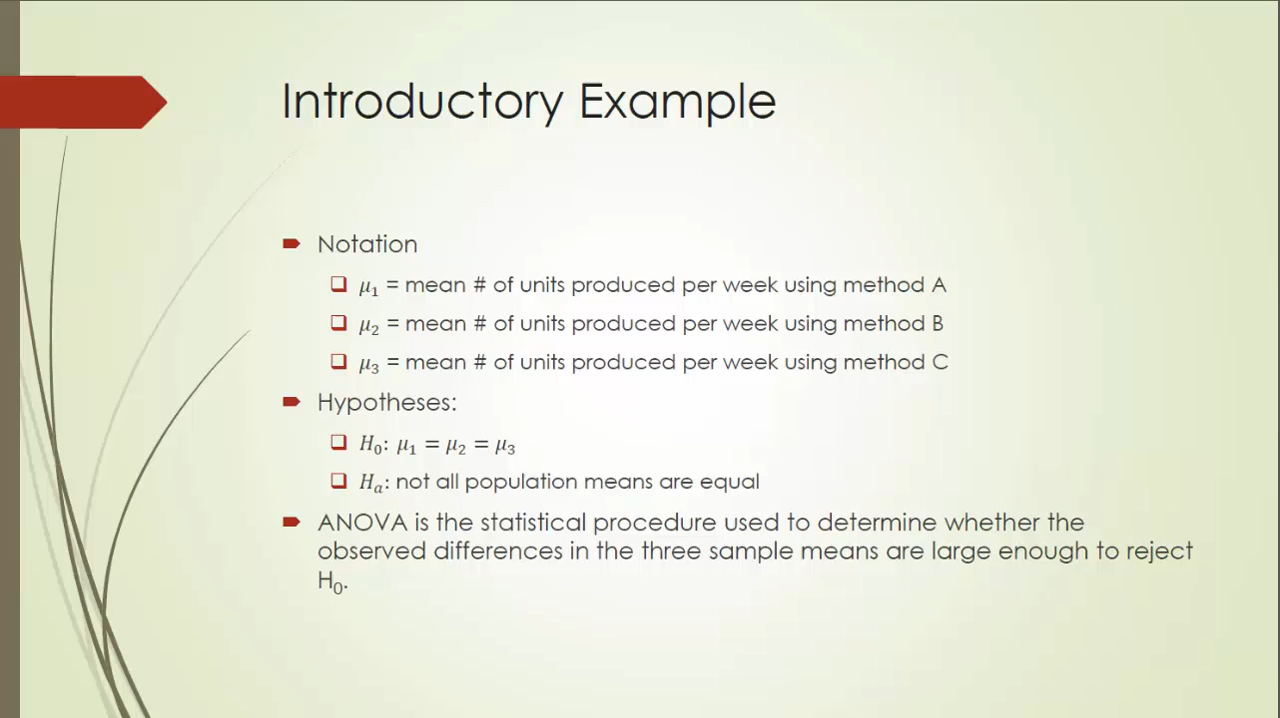 Introductory Example
Notation
μ₁ = mean # of units produced per week using method A
μ₂ = mean # of units produced per week using method B
μ₃ = mean # of units produced per week using method C
Hypotheses:
H₀: μ₁ = μ₂ = μ₃
Hₐ: not all population means are equal
ANOVA is the statistical procedure used to determine whether the
observed differences in the three sample means are large enough to reject
H₀.